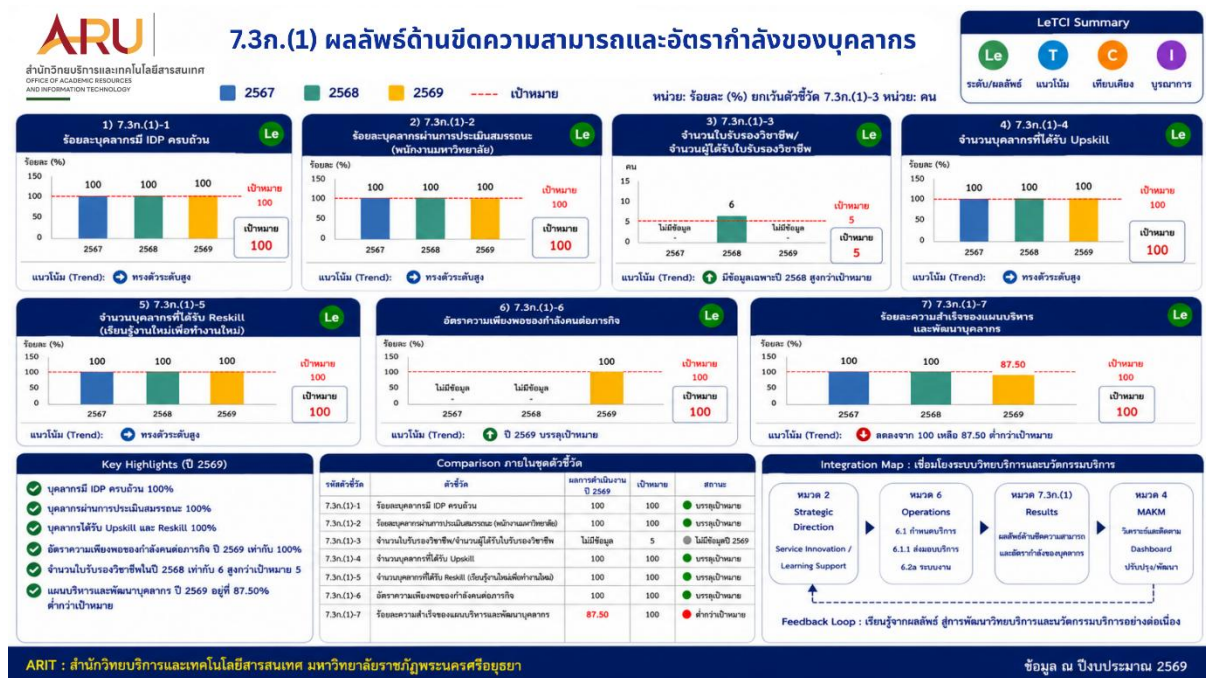 ARU
สำนักวิทยบริการและเทคโนโลยีสารสนเทศ
OFFICE OF ACADEMIC RESOURCES
AND INFORMATION TECHNOLOGY
7.3ก.(1) ผลลัพธ์ด้านขีดความสามารถและอัตรากำลังของบุคลากร
2567 2568 2569 เป้าหมาย
หน่วย: ร้อยละ (%) ยกเว้นตัวชี้วัด 7.3ก.(1)-3 หน่วย: คน
LeTCI Summary
Le T C I
ระดับ/ผลลัพธ์ แนวโน้ม เทียบเคียง บูรณาการ
1) 7.3ก.(1)-1
ร้อยละบุคลากรมี IDP ครบถ้วน
Le
ร้อยละ (%)
150
100
50
0
100 100 100
2567 2568 2569
เป้าหมาย
100
เป้าหมาย
100
แนวโน้ม (Trend): ทรงตัวระดับสูง
2) 7.3ก.(1)-2
ร้อยละบุคลากรผ่านการประเมินสมรรถนะ
(พนักงานมหาวิทยาลัย)
Le
ร้อยละ (%)
150
100
50
0
100 100 100
2567 2568 2569
เป้าหมาย
100
เป้าหมาย
100
แนวโน้ม (Trend): ทรงตัวระดับสูง
3) 7.3ก.(1)-3
จำนวนใบรับรองวิชาชีพ/
จำนวนผู้ได้รับใบรับรองวิชาชีพ
Le
คน
15
10
5
0
ไม่มีข้อมูล
-
6
ไม่มีข้อมูล
-
2567 2568 2569
เป้าหมาย
5
เป้าหมาย
5
แนวโน้ม (Trend): มีข้อมูลเฉพาะปี 2568 สูงกว่าเป้าหมาย
4) 7.3ก.(1)-4
จำนวนบุคลากรที่ได้รับ Upskill
Le
ร้อยละ (%)
150
100
50
0
100 100 100
2567 2568 2569
เป้าหมาย
100
เป้าหมาย
100
แนวโน้ม (Trend): ทรงตัวระดับสูง
5) 7.3ก.(1)-5
จำนวนบุคลากรที่ได้รับ Reskill
(เรียนรู้งานใหม่เพื่อทำงานใหม่)
Le
ร้อยละ (%)
150
100
50
0
100 100 100
2567 2568 2569
เป้าหมาย
100
เป้าหมาย
100
แนวโน้ม (Trend): ทรงตัวระดับสูง
6) 7.3ก.(1)-6
อัตราความเพียงพอของกำลังคนต่อภารกิจ
Le
ร้อยละ (%)
150
100
50
0
ไม่มีข้อมูล
-
ไม่มีข้อมูล
-
100
2567 2568 2569
เป้าหมาย
100
เป้าหมาย
100
แนวโน้ม (Trend): ปี 2569 บรรลุเป้าหมาย
7) 7.3ก.(1)-7
ร้อยละความสำเร็จของแผนบริหาร
และพัฒนาบุคลากร
Le
ร้อยละ (%)
150
100
50
0
100 100 87.50
2567 2568 2569
เป้าหมาย
100
เป้าหมาย
100
แนวโน้ม (Trend): ลดลงจาก 100 เหลือ 87.50 ต่ำกว่าเป้าหมาย
Key Highlights (ปี 2569)
บุคลากรมี IDP ครบถ้วน 100%
บุคลากรผ่านการประเมินสมรรถนะ 100%
บุคลากรได้รับ Upskill และ Reskill 100%
อัตราความเพียงพอของกำลังคนต่อภารกิจ ปี 2569 เท่ากับ 100%
จำนวนใบรับรองวิชาชีพในปี 2568 เท่ากับ 6 สูงกว่าเป้าหมาย 5
แผนบริหารและพัฒนาบุคลากร ปี 2569 อยู่ที่ 87.50%
ต่ำกว่าเป้าหมาย
Comparison ภายในชุดตัวชี้วัด
รหัสตัวชี้วัด ตัวชี้วัด ผลการดำเนินงาน ปี 2569 เป้าหมาย สถานะ
7.3ก.(1)-1 ร้อยละบุคลากรมี IDP ครบถ้วน 100 100 บรรลุเป้าหมาย
7.3ก.(1)-2 ร้อยละบุคลากรผ่านการประเมินสมรรถนะ (พนักงานมหาวิทยาลัย) 100 100 บรรลุเป้าหมาย
7.3ก.(1)-3 จำนวนใบรับรองวิชาชีพ/จำนวนผู้ได้รับใบรับรองวิชาชีพ ไม่มีข้อมูล 5 ไม่มีข้อมูลปี 2569
7.3ก.(1)-4 จำนวนบุคลากรที่ได้รับ Upskill 100 100 บรรลุเป้าหมาย
7.3ก.(1)-5 จำนวนบุคลากรที่ได้รับ Reskill (เรียนรู้งานใหม่เพื่อทำงานใหม่) 100 100 บรรลุเป้าหมาย
7.3ก.(1)-6 อัตราความเพียงพอของกำลังคนต่อภารกิจ 100 100 บรรลุเป้าหมาย
7.3ก.(1)-7 ร้อยละความสำเร็จของแผนบริหารและพัฒนาบุคลากร 87.50 100 ต่ำกว่าเป้าหมาย
Integration Map : เชื่อมโยงระบบวิทยบริการและนวัตกรรมบริการ
หมวด 2
Strategic
Direction
Service Innovation /
Learning Support
หมวด 6
Operations
6.1 กำหนดบริการ
6.1.1 ส่งมอบบริการ
6.2a ระบบงาน
หมวด 7.3ก.(1)
Results
ผลลัพธ์ด้านขีดความสามารถ
และอัตรากำลังของบุคลากร
หมวด 4
MAKM
วิเคราะห์และติดตาม
Dashboard
ปรับปรุง/พัฒนา
Feedback Loop : เรียนรู้จากผลลัพธ์ สู่การพัฒนาวิทยบริการและนวัตกรรมบริการอย่างต่อเนื่อง
ARIT : สำนักวิทยบริการและเทคโนโลยีสารสนเทศ มหาวิทยาลัยราชภัฏพระนครศรีอยุธยา
ข้อมูล ณ ปีงบประมาณ 2569